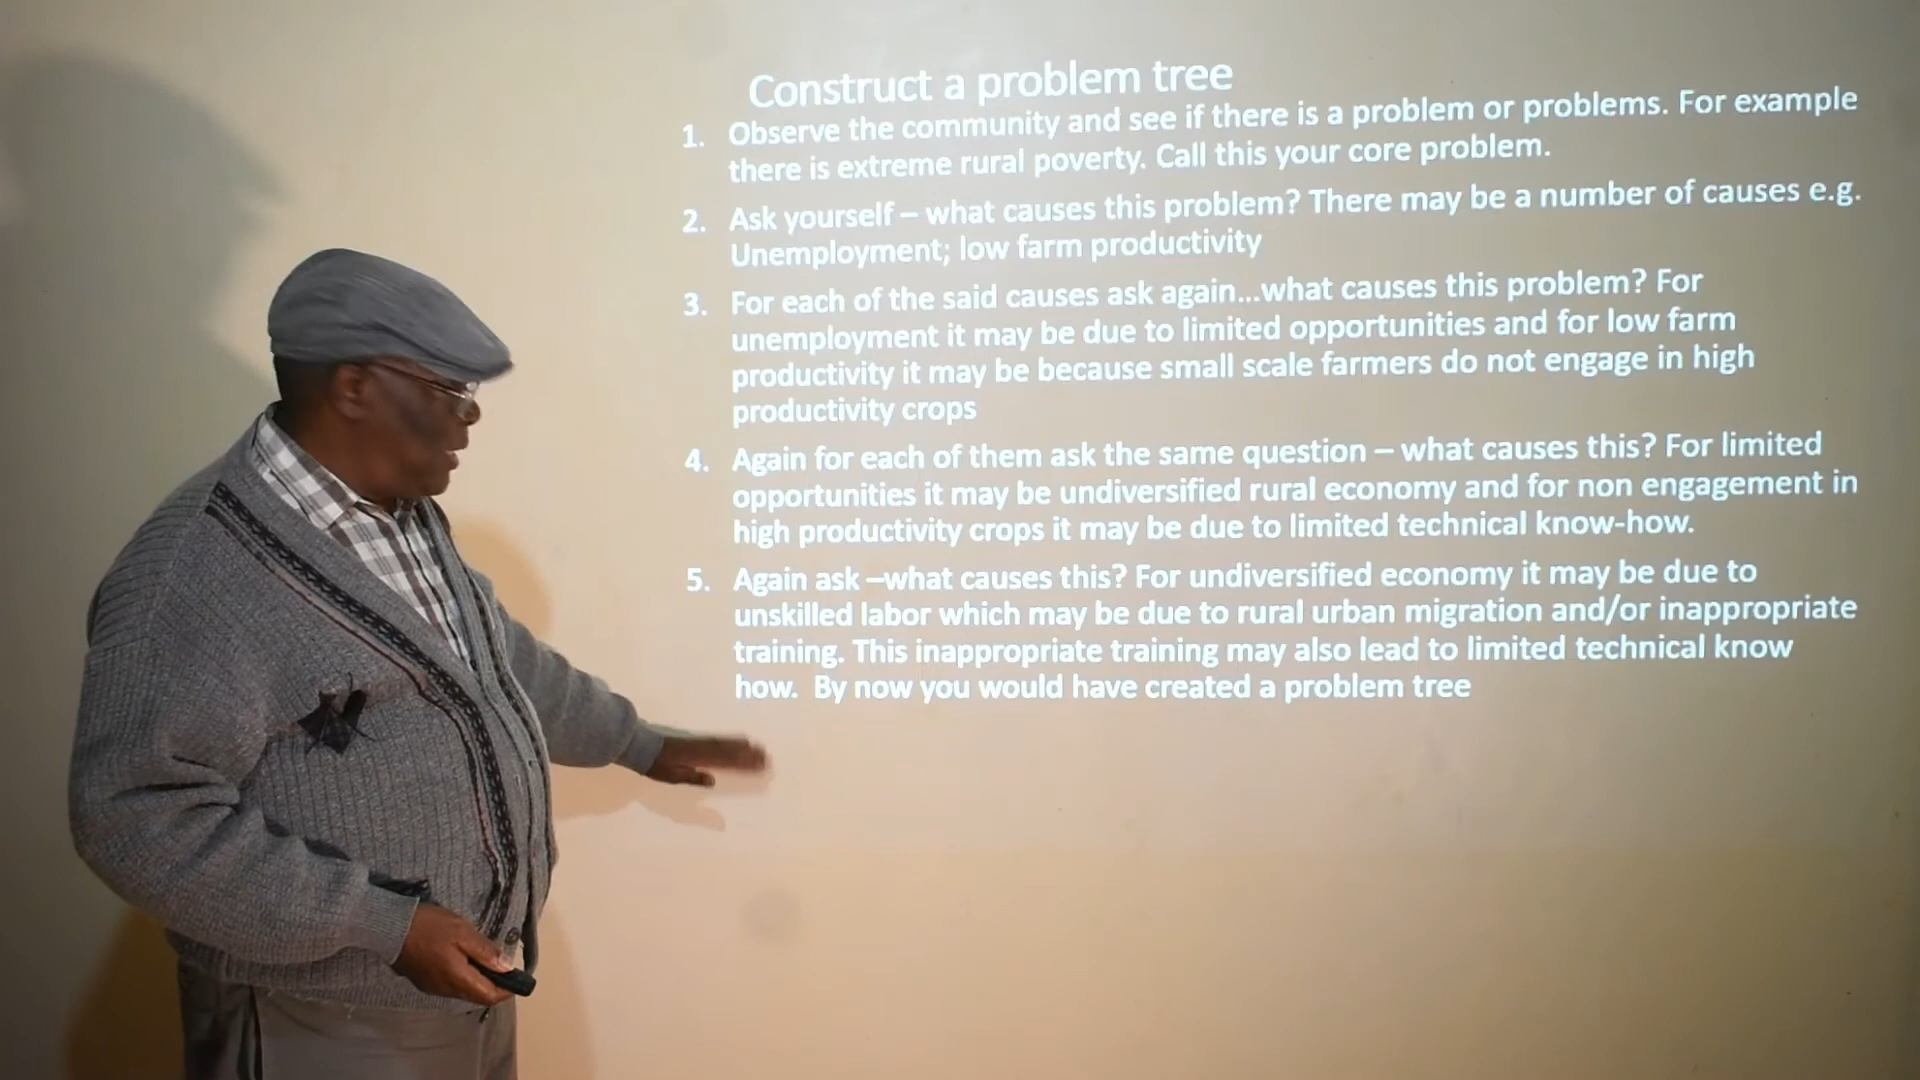 Construct a problem tree
1. Observe the community and see if there is a problem or problems. For example
there is extreme rural poverty. Call this your core problem.
2. Ask yourself – what causes this problem? There may be a number of causes e.g.
Unemployment; low farm productivity
3. For each of the said causes ask again...what causes this problem? For
unemployment it may be due to limited opportunities and for low farm
productivity it may be because small scale farmers do not engage in high
productivity crops
4. Again for each of them ask the same question – what causes this? For limited
opportunities it may be undiversified rural economy and for non engagement in
high productivity crops it may be due to limited technical know-how.
5. Again ask –what causes this? For undiversified economy it may be due to
unskilled labor which may be due to rural urban migration and/or inappropriate
training. This inappropriate training may also lead to limited technical know
how. By now you would have created a problem tree